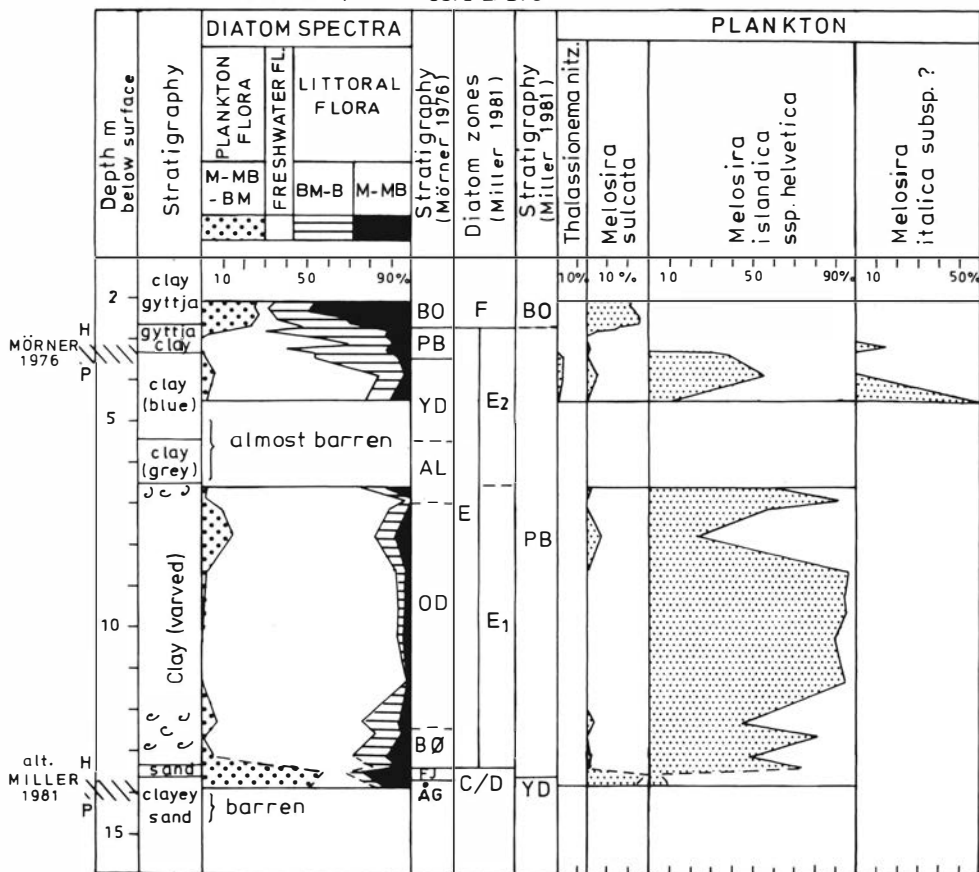 DIATOM SPECTRA
PLANKTON
Depth m
below surface
Stratigraphy
PLANKTON
FLORA
FRESHWATER FL.
LITTORAL
FLORA
M-MB
-BM
BM-B
M-MB
Stratigraphy
(Mörner 1976)
Diatom zones
(Miller 1981)
Stratigraphy
(Miller 1981)
Thalassionema nitz.
Melosira
sulcata
Melosira
islandica
ssp. helvetica
Melosira
italica subsp. ?
10 50 90%
10% 10 % 10 50 90% 10 50%
2
5
10
15
clay
gyttja
gyttja
clay
clay
(blue)
clay
(grey)
Clay (varved)
sand
clayey
sand
H
MÖRNER
1976
P
alt.
MILLER
1981
H
P
almost barren
barren
BO
PB
YD
AL
OD
BØ
FJ
ÅG
F
E2
E
E1
C/D
BO
PB
YD